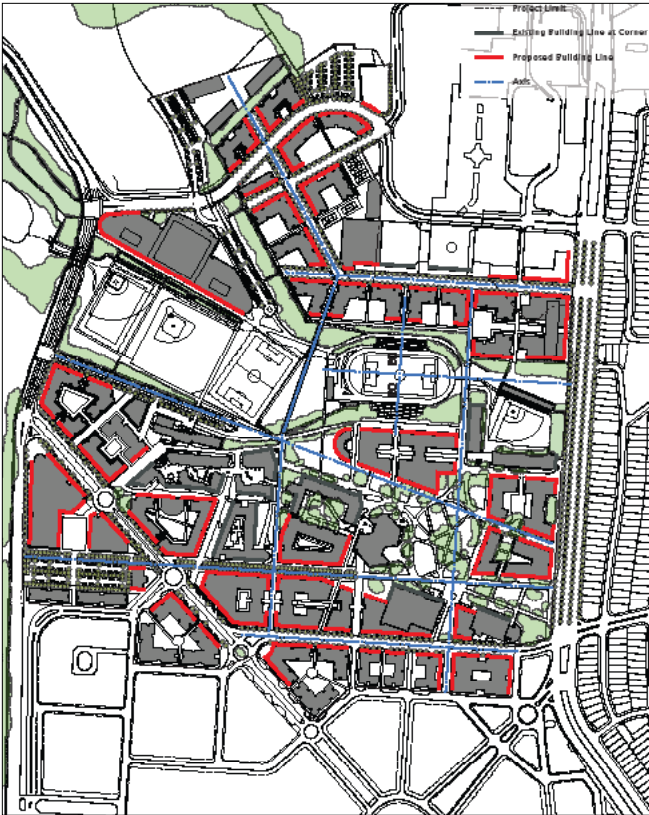 Project Limit
Existing Building Line at Corner
Proposed Building Line
Axis